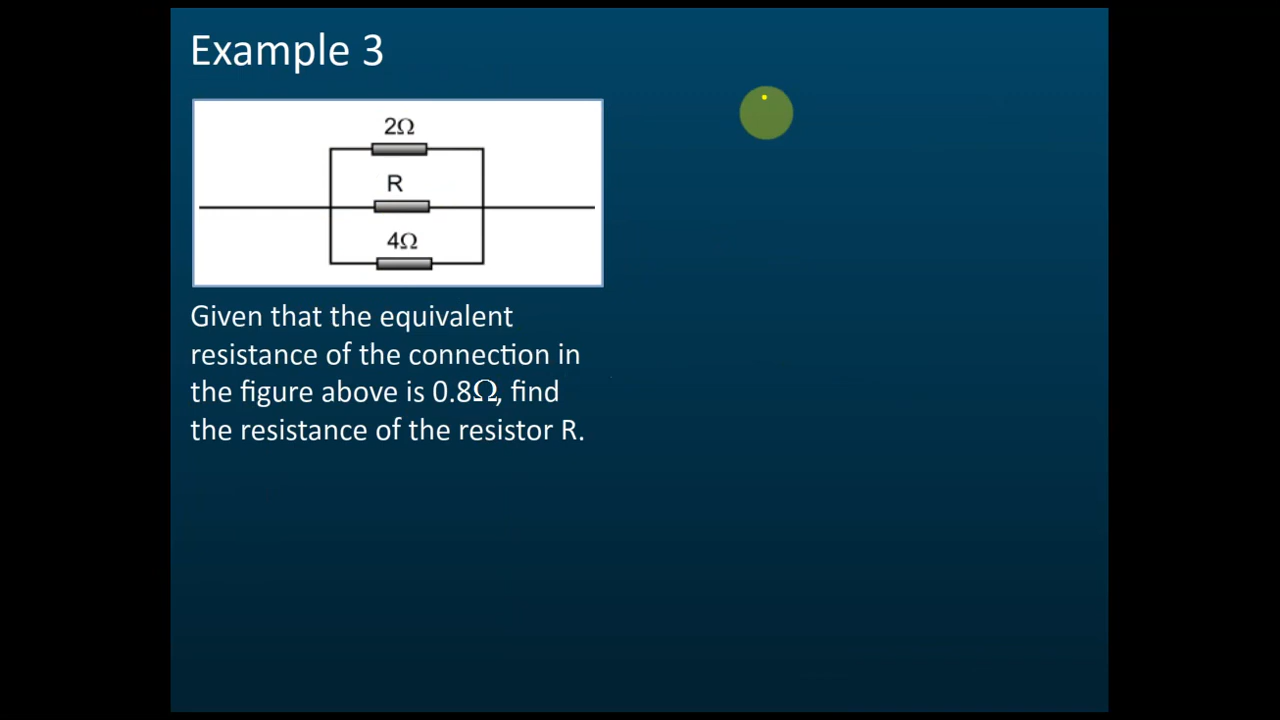 Example 3
2Ω
R
4Ω
Given that the equivalent
resistance of the connection in
the figure above is 0.8Ω, find
the resistance of the resistor R.